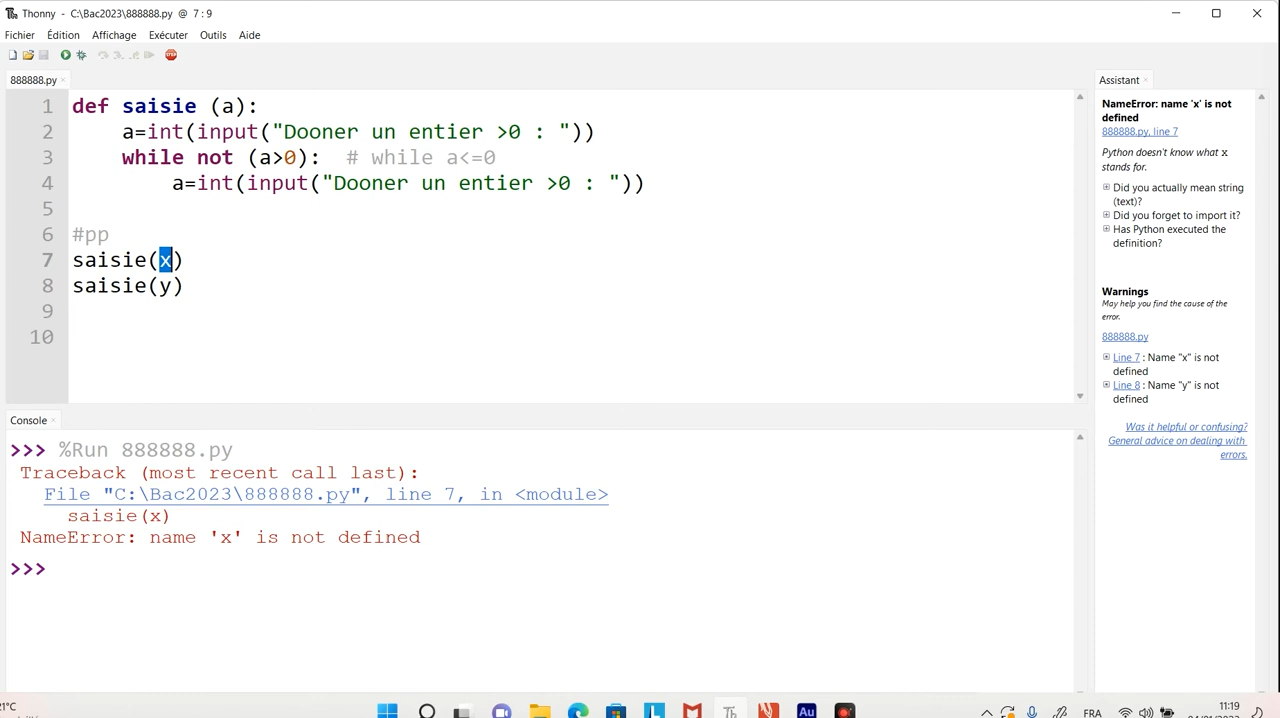 Thonny - C:\Bac2023\888888.py @ 7 : 9
Fichier Édition Affichage Exécuter Outils Aide
STOP
888888.py ×
1 def saisie (a):
2 a=int(input("Dooner un entier >0 : "))
3 while not (a>0): # while a<=0
4 a=int(input("Dooner un entier >0 : "))
5
6 #pp
7 saisie(x)
8 saisie(y)
9
10
Console ×
>>> %Run 888888.py
Traceback (most recent call last):
File "C:\Bac2023\888888.py", line 7, in <module>
saisie(x)
NameError: name 'x' is not defined
>>>
Assistant ×
NameError: name 'x' is not
defined
888888.py, line 7
Python doesn't know what x
stands for.
Did you actually mean string
(text)?
Did you forget to import it?
Has Python executed the
definition?
Warnings
May help you find the cause of the
error.
888888.py
Line 7 : Name "x" is not
defined
Line 8 : Name "y" is not
defined
Was it helpful or confusing?
General advice on dealing with
errors.
21°C
L
Th
Au
FRA
11:19